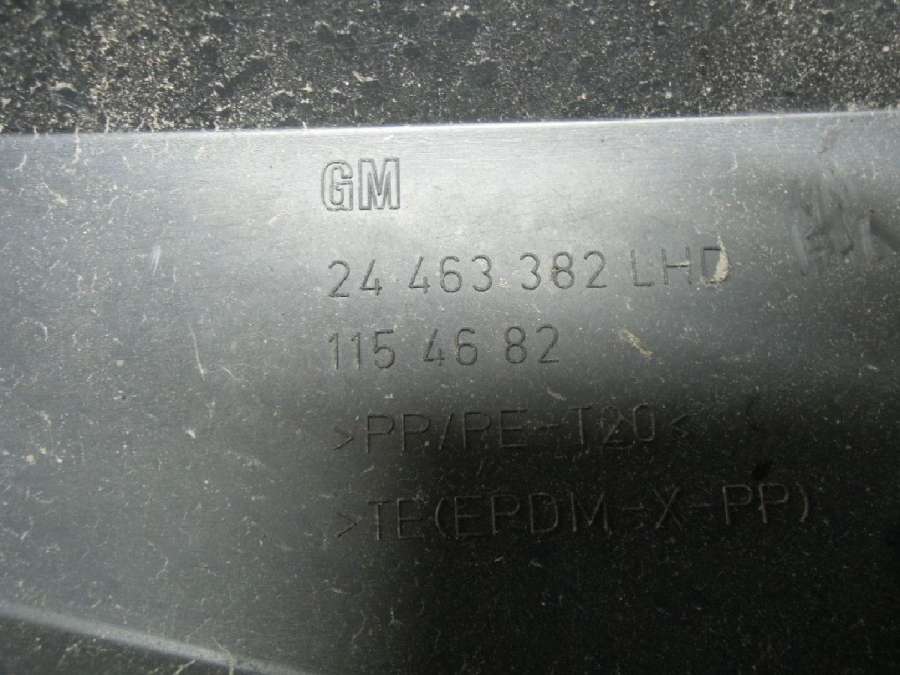 GM
24 463 382 LHD
115 46 82
>PP/PE-T20<
>TE(EPDM-X-PP)